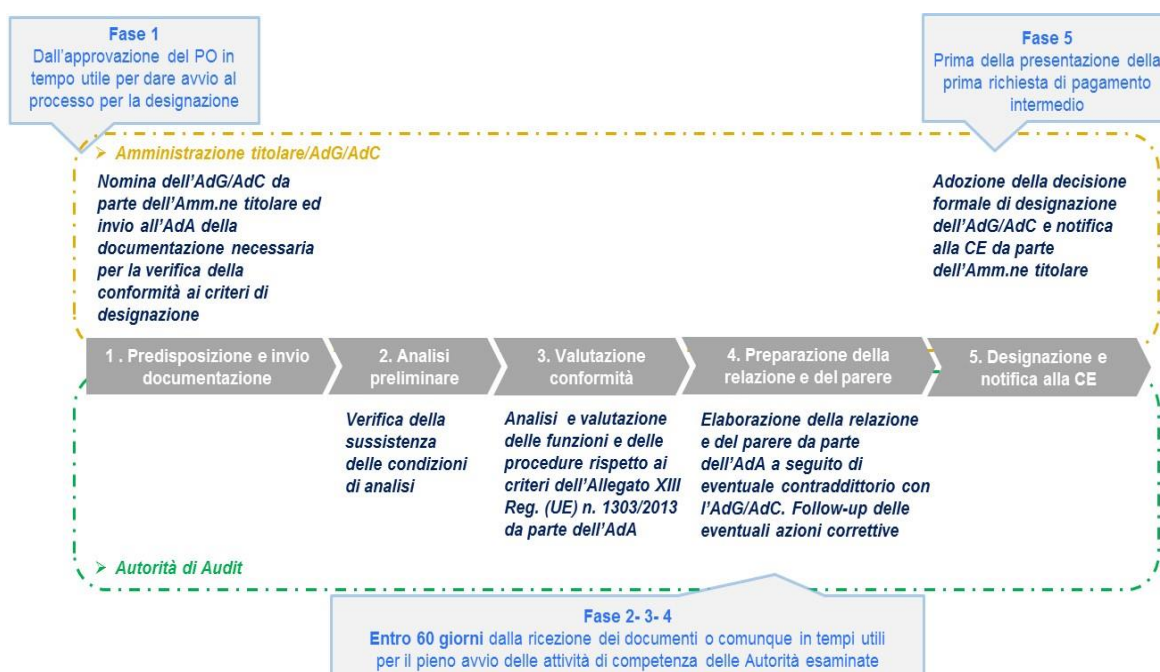 Fase 1
Dall'approvazione del PO in
tempo utile per dare avvio al
processo per la designazione
Fase 5
Prima della presentazione della
prima richiesta di pagamento
intermedio
➢ Amministrazione titolare/AdG/AdC
Nomina dell'AdG/AdC da
parte dell'Amm.ne titolare ed
invio all'AdA della
documentazione necessaria
per la verifica della
conformità ai criteri di
designazione
Adozione della decisione
formale di designazione
dell'AdG/AdC e notifica
alla CE da parte
dell'Amm.ne titolare
1 . Predisposizione e invio
documentazione
2. Analisi
preliminare
3. Valutazione
conformità
4. Preparazione della
relazione e del parere
5. Designazione e
notifica alla CE
Verifica della
sussistenza
delle condizioni
di analisi
Analisi e valutazione
delle funzioni e delle
procedure rispetto ai
criteri dell'Allegato XIII
Reg. (UE) n. 1303/2013
da parte dell'AdA
Elaborazione della relazione
e del parere da parte
dell'AdA a seguito di
eventuale contraddittorio con
l'AdG/AdC. Follow-up delle
eventuali azioni correttive
➢ Autorità di Audit
Fase 2- 3- 4
Entro 60 giorni dalla ricezione dei documenti o comunque in tempi utili
per il pieno avvio delle attività di competenza delle Autorità esaminate